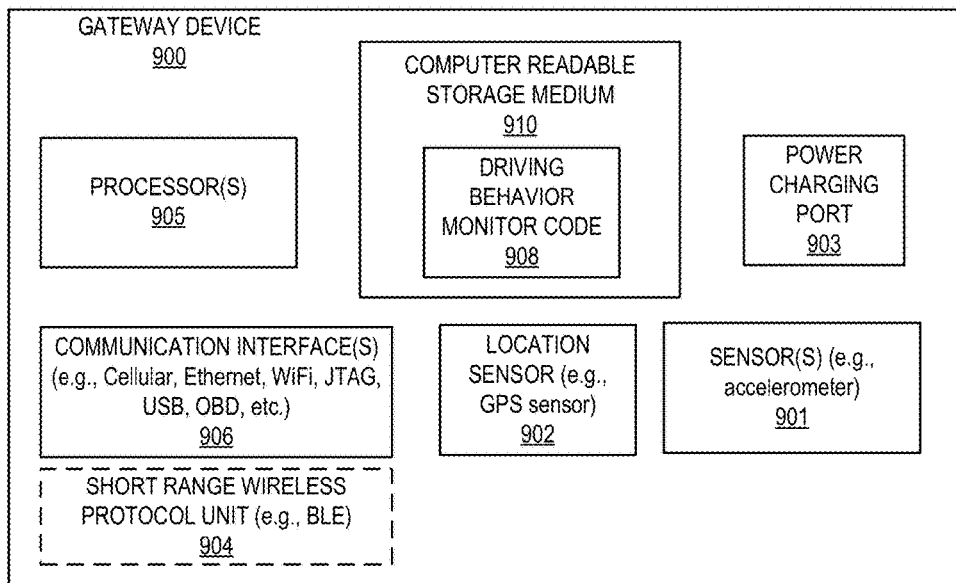 GATEWAY DEVICE
900
COMPUTER READABLE
STORAGE MEDIUM
910
DRIVING
BEHAVIOR
MONITOR CODE
908
PROCESSOR(S)
905
POWER
CHARGING
PORT
903
COMMUNICATION INTERFACE(S)
(e.g., Cellular, Ethernet, WiFi, JTAG,
USB, OBD, etc.)
906
LOCATION
SENSOR (e.g.,
GPS sensor)
902
SENSOR(S) (e.g.,
accelerometer)
901
SHORT RANGE WIRELESS
PROTOCOL UNIT (e.g., BLE)
904